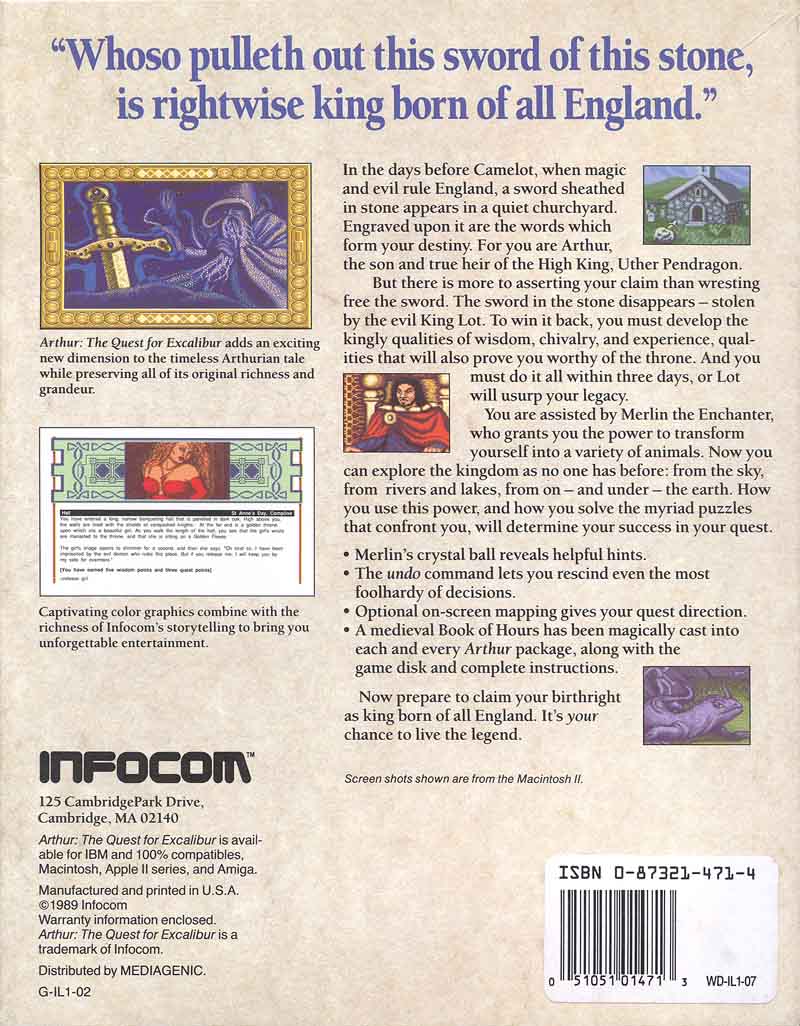 “Whoso pulleth out this sword of this stone,
is rightwise king born of all England.”
Arthur: The Quest for Excalibur adds an exciting
new dimension to the timeless Arthurian tale
while preserving all of its original richness and
grandeur.
Hall St Anne's Day, Compline
You have entered a long, narrow banqueting hall that is panelled in dark oak. High above you,
the walls are lined with the shields of vanquished knights. At the far end is a golden throne,
upon which sits a beautiful girl. As you walk the length of the hall, you see that the girl's wrists
are manacled to the throne, and that she is sitting on a Golden Fleece.
The girl's image seems to shimmer for a second, and then she says, "Oh kind sir, I have been
imprisoned by the evil demon who rules this place. But if you release me, I will keep you by
my side for evermore."
[You have earned five wisdom points and three quest points]
>release girl
Captivating color graphics combine with the
richness of Infocom’s storytelling to bring you
unforgettable entertainment.
In the days before Camelot, when magic
and evil rule England, a sword sheathed
in stone appears in a quiet churchyard.
Engraved upon it are the words which
form your destiny. For you are Arthur,
the son and true heir of the High King, Uther Pendragon.
But there is more to asserting your claim than wresting
free the sword. The sword in the stone disappears – stolen
by the evil King Lot. To win it back, you must develop the
kingly qualities of wisdom, chivalry, and experience, qual-
ities that will also prove you worthy of the throne. And you
must do it all within three days, or Lot
will usurp your legacy.
You are assisted by Merlin the Enchanter,
who grants you the power to transform
yourself into a variety of animals. Now you
can explore the kingdom as no one has before: from the sky,
from rivers and lakes, from on – and under – the earth. How
you use this power, and how you solve the myriad puzzles
that confront you, will determine your success in your quest.
• Merlin’s crystal ball reveals helpful hints.
• The undo command lets you rescind even the most
foolhardy of decisions.
• Optional on-screen mapping gives your quest direction.
• A medieval Book of Hours has been magically cast into
each and every Arthur package, along with the
game disk and complete instructions.
Now prepare to claim your birthright
as king born of all England. It’s your
chance to live the legend.
Screen shots shown are from the Macintosh II.
INFOCOM™
125 CambridgePark Drive,
Cambridge, MA 02140
Arthur: The Quest for Excalibur is avail-
able for IBM and 100% compatibles,
Macintosh, Apple II series, and Amiga.
Manufactured and printed in U.S.A.
©1989 Infocom
Warranty information enclosed.
Arthur: The Quest for Excalibur is a
trademark of Infocom.
Distributed by MEDIAGENIC.
G-IL1-02
ISBN 0-87321-471-4
0 51051 01471 3 WD-IL1-07